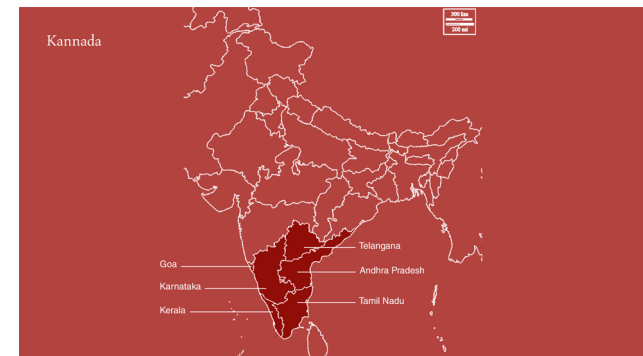 Kannada
300 km
200 mi
Telangana
Goa
Andhra Pradesh
Karnataka
Tamil Nadu
Kerala